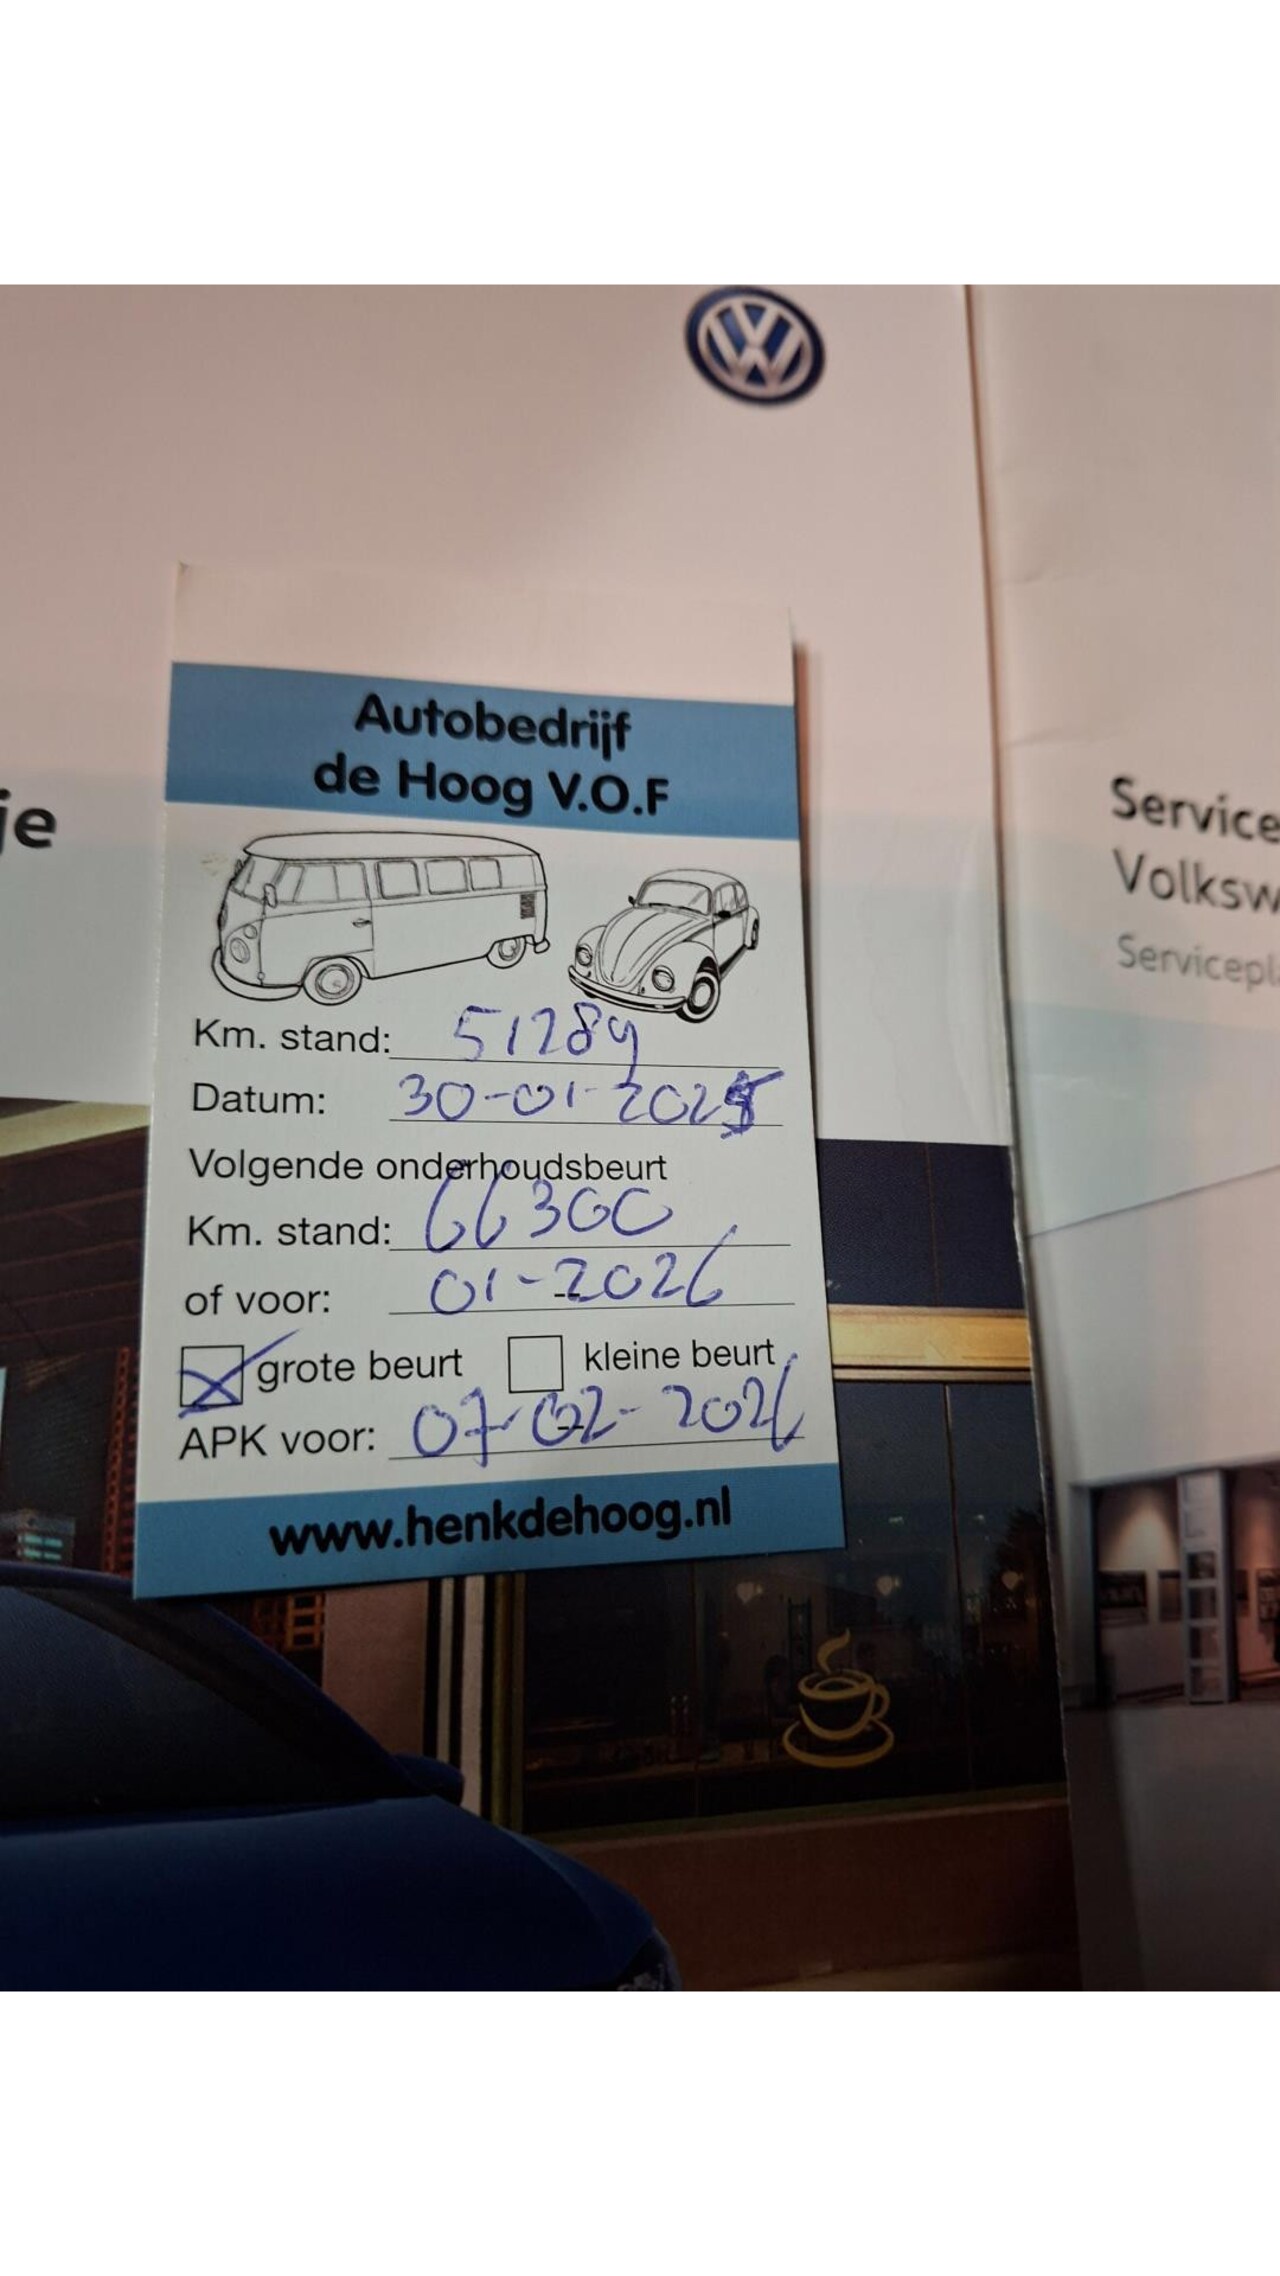 je
Service
Volksw
Servicepl
Autobedrijf
de Hoog V.O.F
Km. stand: 51289
Datum: 30-01-2025
Volgende onderhoudsbeurt
Km. stand: 66300
of voor: 01-2026
grote beurt kleine beurt
APK voor: 07-02-2026
www.henkdehoog.nl